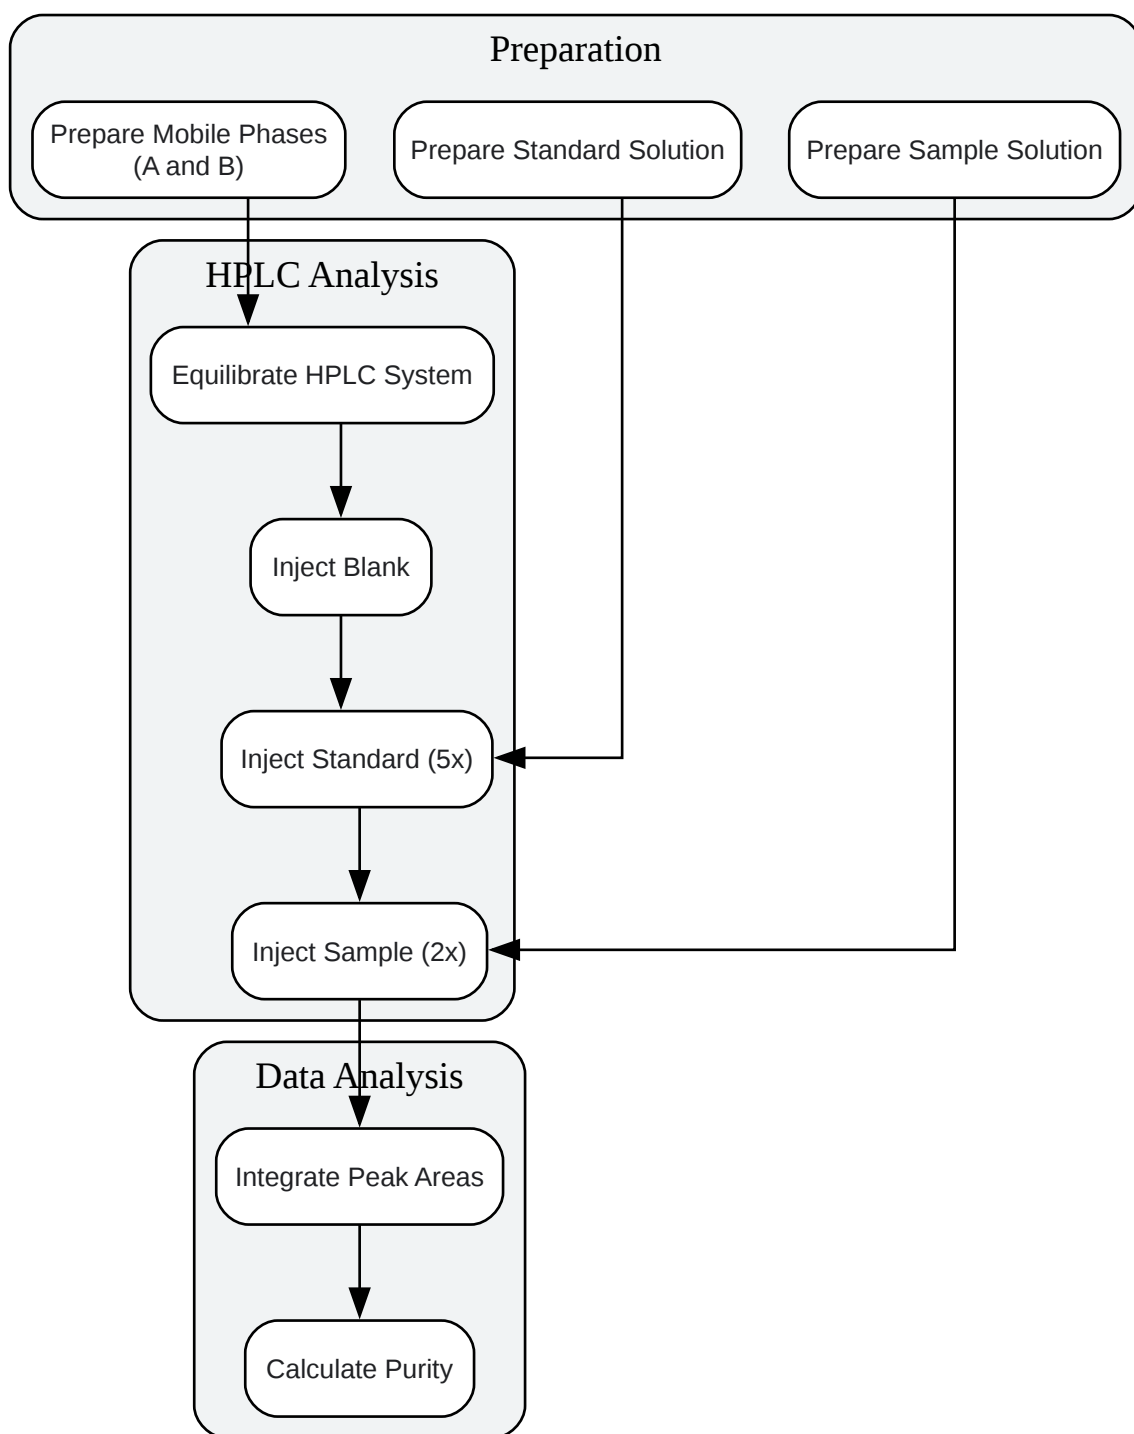 Preparation
Prepare Mobile Phases
(A and B)
Prepare Standard Solution
Prepare Sample Solution
HPLC Analysis
Equilibrate HPLC System
Inject Blank
Inject Standard (5x)
Inject Sample (2x)
Data Analysis
Integrate Peak Areas
Calculate Purity